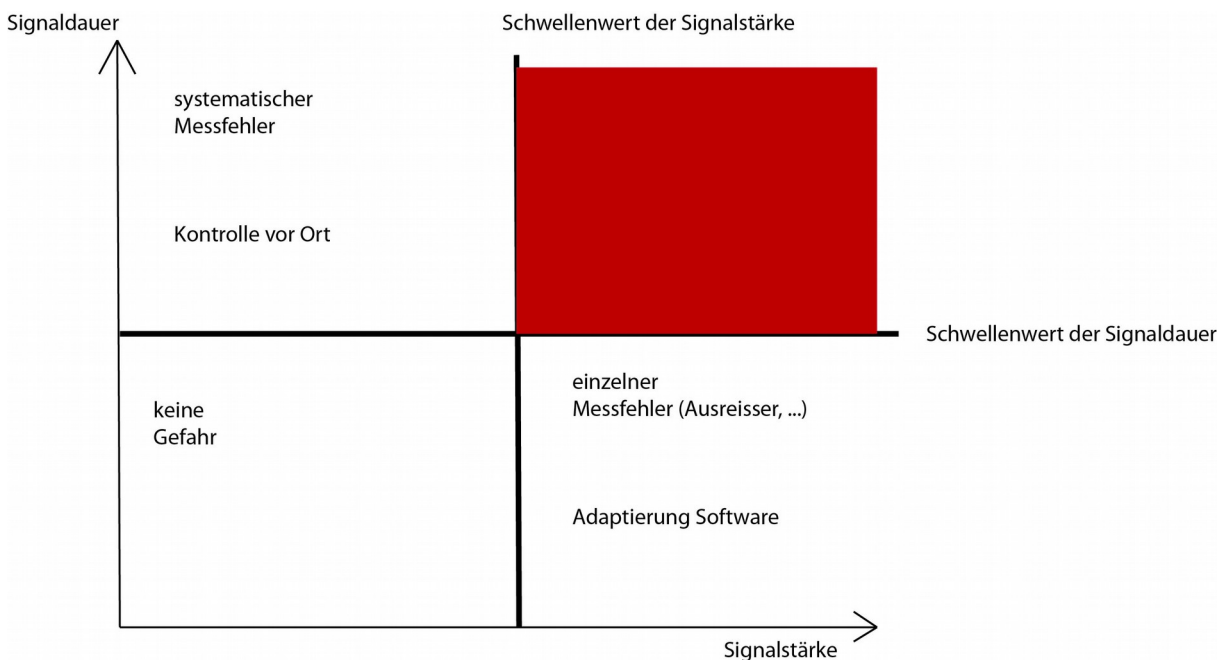 Signaldauer
Schwellenwert der Signalstärke
systematischer
Messfehler
Kontrolle vor Ort
Schwellenwert der Signaldauer
keine
Gefahr
einzelner
Messfehler (Ausreisser, ...)
Adaptierung Software
Signalstärke